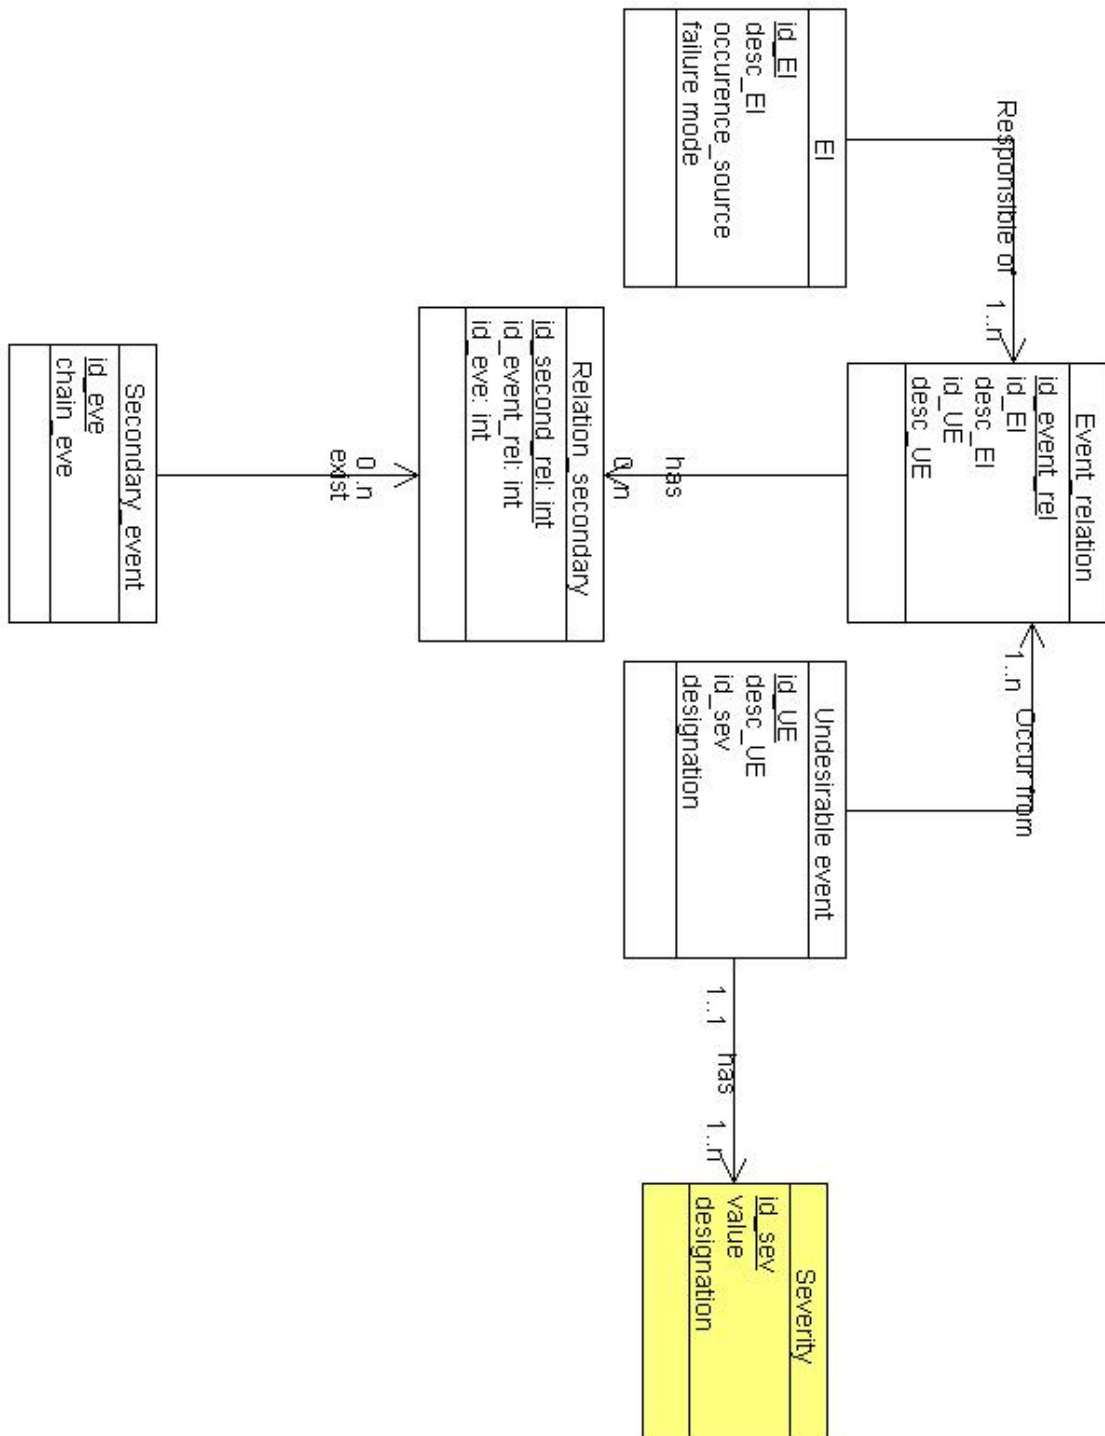 Event_relation
id_event_rel
id_EI
desc_EI
id_UE
desc_UE
Responsible of
1..n
1..n
Occur from
EI
id_EI
desc_EI
occurence_source
failure mode
Undesirable event
id_UE
desc_UE
id_sev
designation
1..1
has
1..n
Severity
id_sev
value
designation
has
0..n
Relation_secondary
id_second_rel: int
id_event_rel: int
id_eve: int
0..n
exist
Secondary_event
id_eve
chain_eve